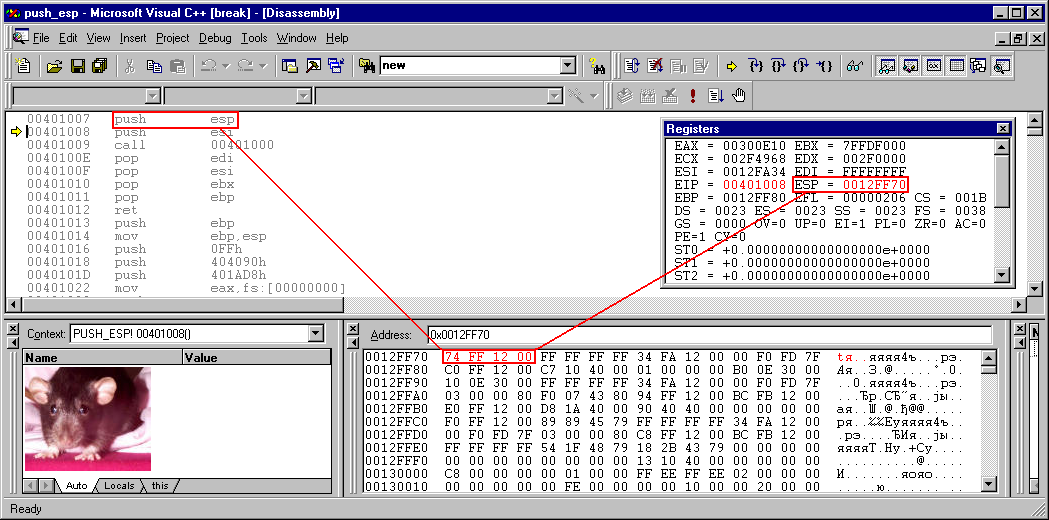 push_esp - Microsoft Visual C++ [break] - [Disassembly]
File Edit View Insert Project Debug Tools Window Help
new
00401007 push esp
00401008 push esi
00401009 call 00401000
0040100E pop edi
0040100F pop esi
00401010 pop ebx
00401011 pop ebp
00401012 ret
00401013 push ebp
00401014 mov ebp,esp
00401016 push 0FFh
00401018 push 404090h
0040101D push 401AD8h
00401022 mov eax,fs:[00000000]
Registers
EAX = 00300E10 EBX = 7FFDF000
ECX = 002F4968 EDX = 002F0000
ESI = 0012FA34 EDI = FFFFFFFF
EIP = 00401008 ESP = 0012FF70
EBP = 0012FF80 EFL = 00000206 CS = 001B
DS = 0023 ES = 0023 SS = 0023 FS = 0038
GS = 0000 OV=0 UP=0 EI=1 PL=0 ZR=0 AC=0
PE=1 CY=0
ST0 = +0.0000000000000000e+0000
ST1 = +0.0000000000000000e+0000
ST2 = +0.0000000000000000e+0000
Context: PUSH_ESP! 00401008()
Name Value
Auto Locals this
Address: 0x0012FF70
0012FF70 74 FF 12 00 FF FF FF FF 34 FA 12 00 00 F0 FD 7F tя..яяяя4ъ...рэ.
0012FF80 C0 FF 12 00 C7 10 40 00 01 00 00 00 B0 0E 30 00 Ая..З.@.....°.0.
0012FF90 10 0E 30 00 FF FF FF FF 34 FA 12 00 00 F0 FD 7F ..0.яяяя4ъ...рэ.
0012FFA0 03 00 00 80 F0 07 43 80 94 FF 12 00 BC FB 12 00 ...Ђр.CЂ”я..јы..
0012FFB0 E0 FF 12 00 D8 1A 40 00 90 40 40 00 00 00 00 00 ая..Ш.@.ђ@@.....
0012FFC0 F0 FF 12 00 89 89 45 79 FF FF FF FF 34 FA 12 00 ря..‰‰Eyяяяя4ъ..
0012FFD0 00 F0 FD 7F 03 00 00 80 C8 FF 12 00 BC FB 12 00 .рэ....ЂИя..јы..
0012FFE0 FF FF FF FF 54 1F 48 79 18 2B 43 79 00 00 00 00 яяяяT.Hy.+Cy....
0012FFF0 00 00 00 00 00 00 00 00 13 10 40 00 00 00 00 00 ..........@.....
00130000 C8 00 00 00 00 01 00 00 FF EE FF EE 02 00 00 00 И.......яояо....
00130010 00 00 00 00 00 FE 00 00 00 00 10 00 00 20 00 00 .....ю....... ..
Ready